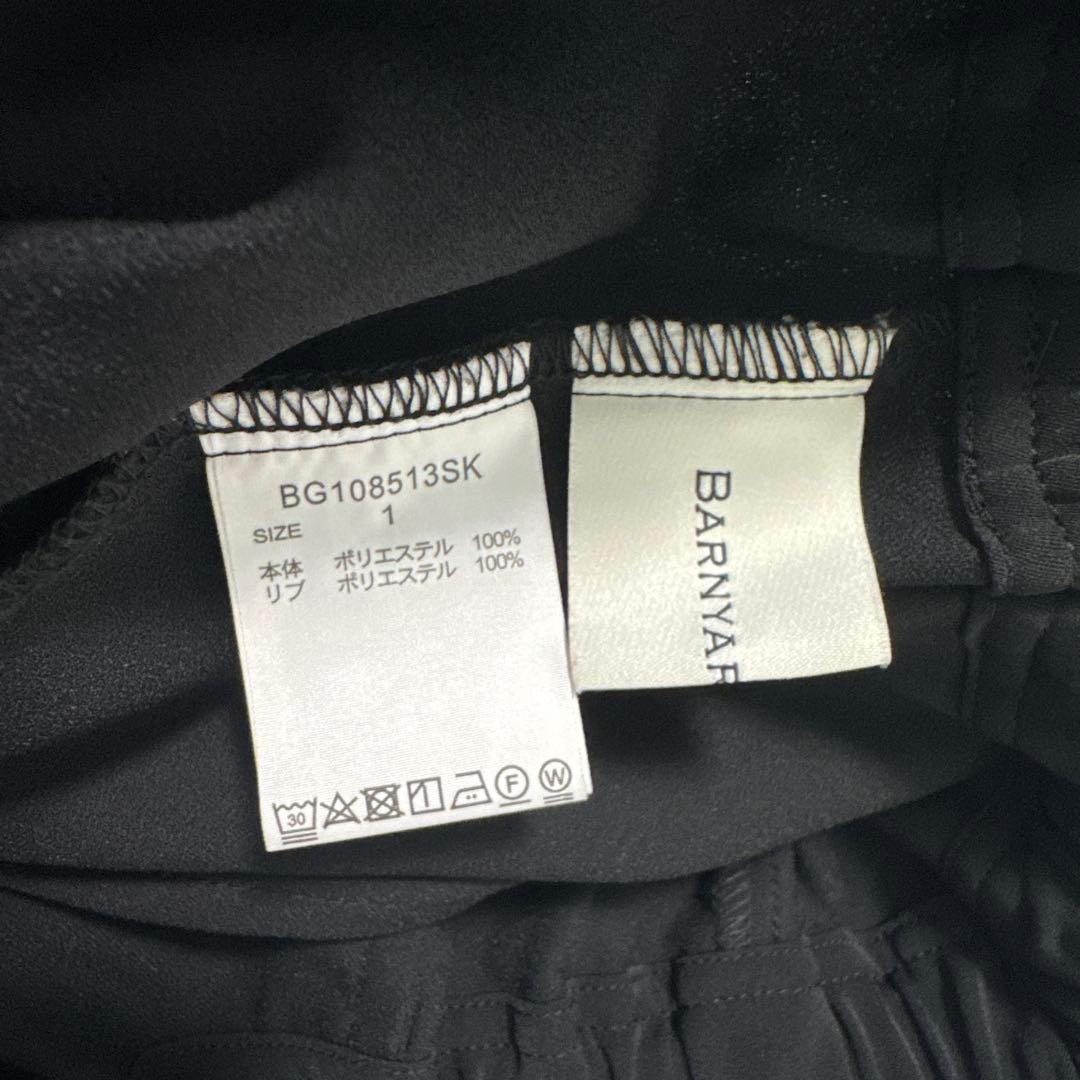 BG108513SK
SIZE 1
本体 ポリエステル 100%
リブ ポリエステル 100%
30 F W
BARNYAR